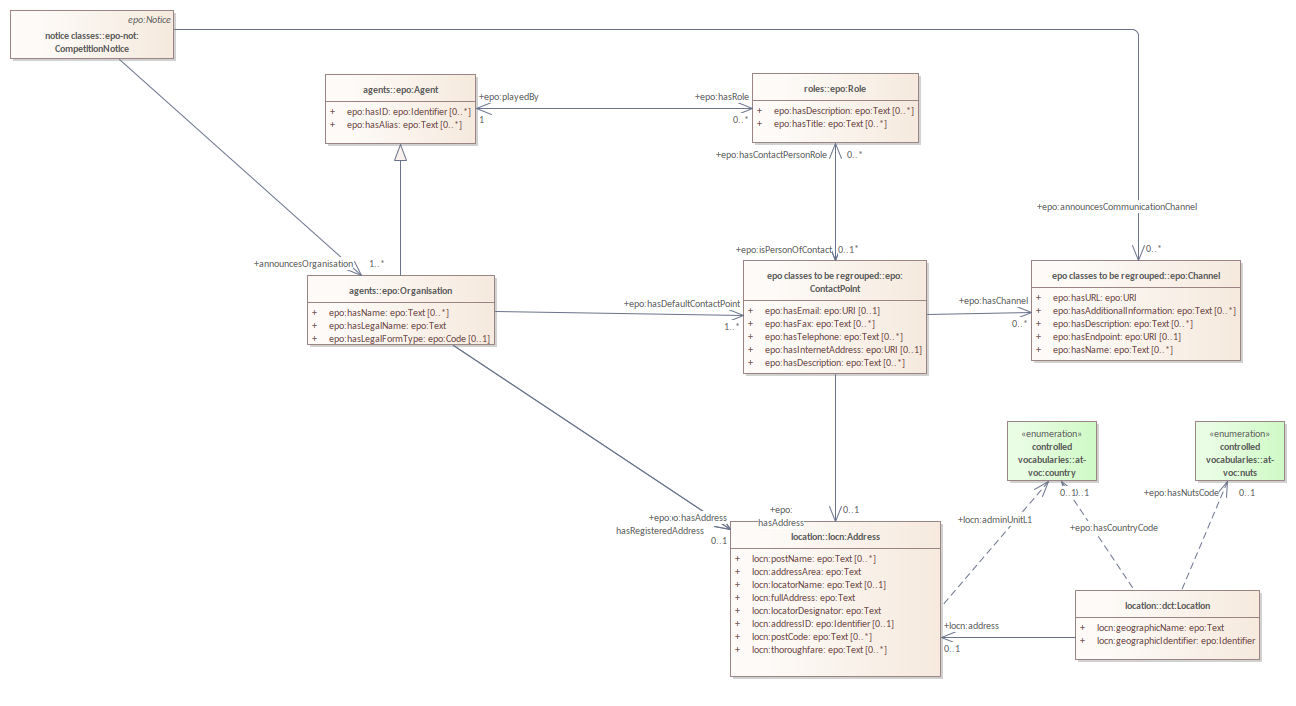 epo:Notice
notice classes::epo-not:
CompetitionNotice
agents::epo:Agent
+ epo:hasID: epo:Identifier [0..*]
+ epo:hasAlias: epo:Text [0..*]
+epo:playedBy
1
+epo:hasRole
0..*
roles::epo:Role
+ epo:hasDescription: epo:Text [0..*]
+ epo:hasTitle: epo:Text [0..*]
+epo:hasContactPersonRole 0..*
+epo:announcesCommunicationChannel
0..*
+epo:isPersonOfContact 0..1*
+announcesOrganisation 1..*
agents::epo:Organisation
+ epo:hasName: epo:Text [0..*]
+ epo:hasLegalName: epo:Text
+ epo:hasLegalFormType: epo:Code [0..1]
+epo:hasDefaultContactPoint
1..*
epo classes to be regrouped::epo:
ContactPoint
+ epo:hasEmail: epo:URI [0..1]
+ epo:hasFax: epo:Text [0..*]
+ epo:hasTelephone: epo:Text [0..*]
+ epo:hasInternetAddress: epo:URI [0..1]
+ epo:hasDescription: epo:Text [0..*]
+epo:hasChannel
0..*
epo classes to be regrouped::epo:Channel
+ epo:hasURL: epo:URI
+ epo:hasAdditionalInformation: epo:Text [0..*]
+ epo:hasDescription: epo:Text [0..*]
+ epo:hasEndpoint: epo:URI [0..1]
+ epo:hasName: epo:Text [0..*]
«enumeration»
controlled
vocabularies::at-
voc:country
«enumeration»
controlled
vocabularies::at-
voc:nuts
0..1
0..1
+epo:hasNutsCode 0..1
+locn:adminUnitL1
+epo:hasCountryCode
+epo:hasAddress
hasRegisteredAddress
0..1
+epo:
hasAddress
0..1
location::locn:Address
+ locn:postName: epo:Text [0..*]
+ locn:addressArea: epo:Text
+ locn:locatorName: epo:Text [0..1]
+ locn:fullAddress: epo:Text
+ locn:locatorDesignator: epo:Text
+ locn:addressID: epo:Identifier [0..1]
+ locn:postCode: epo:Text [0..*]
+ locn:thoroughfare: epo:Text [0..*]
+locn:address
0..1
location::dct:Location
+ locn:geographicName: epo:Text
+ locn:geographicIdentifier: epo:Identifier